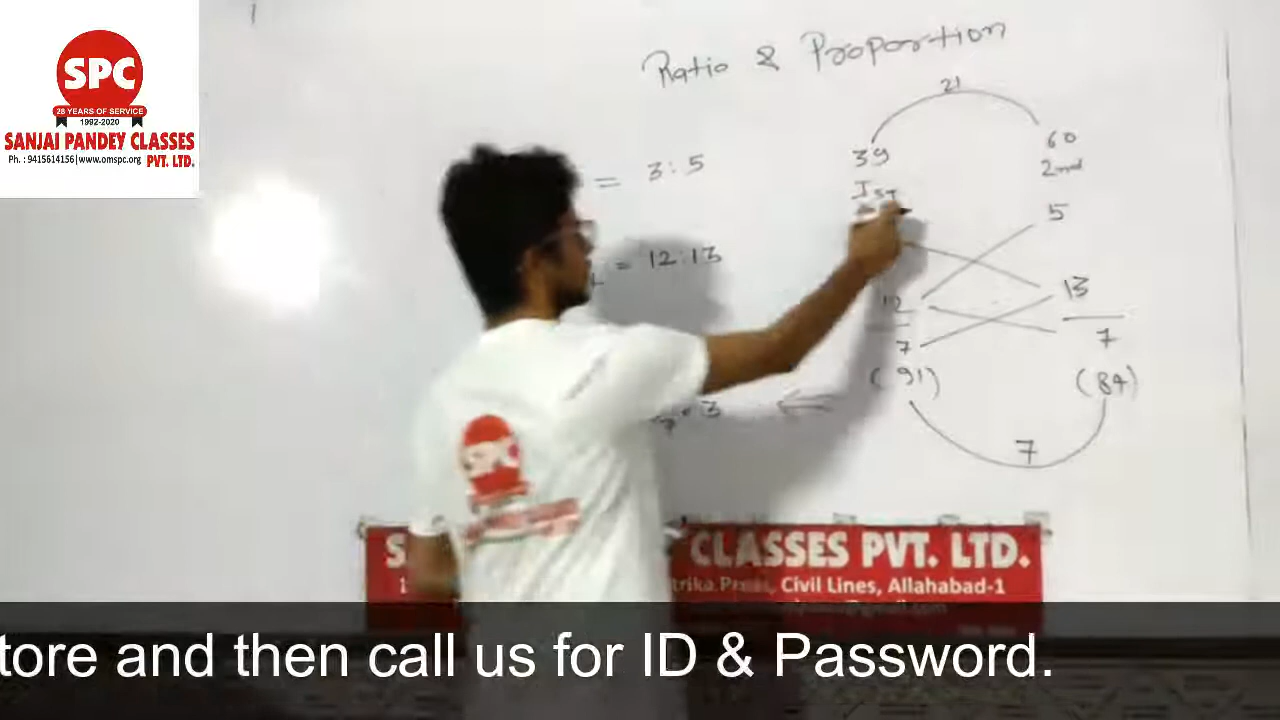 SPC
28 YEARS OF SERVICE
1992-2020
SANJAI PANDEY CLASSES
PVT. LTD.
Ph. : 9415614156|www.omspc.org
Ratio & Proportion
21
39
60
Ist
2nd
= 3:5
5
= 12:13
12
13
7
7
(91)
(84)
7
CLASSES PVT. LTD.
Civil Lines, Allahabad-1
tore and then call us for ID & Password.